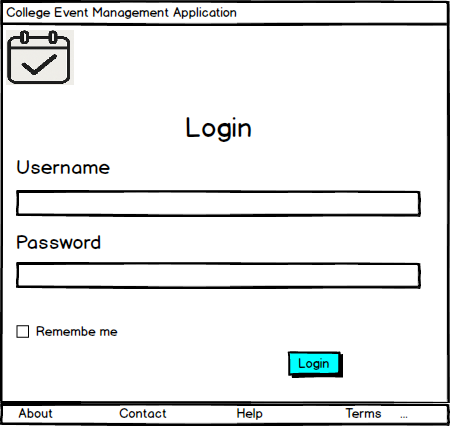 College Event Management Application
Login
Username
Password
Remembe me
Login
About Contact Help Terms ...